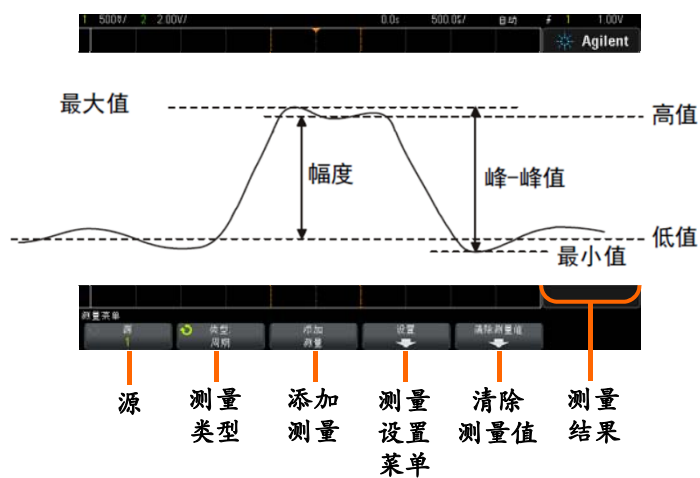 1 500▽/ 2 2.00V/ 0.0s 500.0s/ 自动 1 1.00V
Agilent
最大值
高值
幅度
峰-峰值
低值
最小值
测量菜单
源 类型: 添加 设置 清除测量值
1 周期 测量
源 测量 添加 测量 清除 测量
类型 测量 设置 测量值 结果
菜单